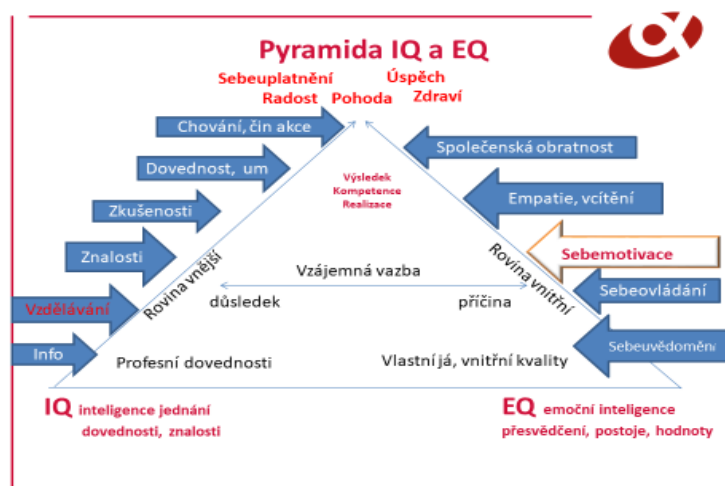 Pyramida IQ a EQ
Sebeuplatnění
Úspěch
Radost
Pohoda
Zdraví
Chování, čin akce
Společenská obratnost
Dovednost, um
Výsledek
Kompetence
Realizace
Empatie, vcítění
Zkušenosti
Znalosti
Rovina vnější
Vzájemná vazba
Rovina vnitřní
Sebemotivace
důsledek
příčina
Sebeovládání
Vzdělávání
Info
Profesní dovednosti
Vlastní já, vnitřní kvality
Sebeuvědomění
IQ inteligence jednání
dovednosti, znalosti
EQ emoční inteligence
přesvědčení, postoje, hodnoty